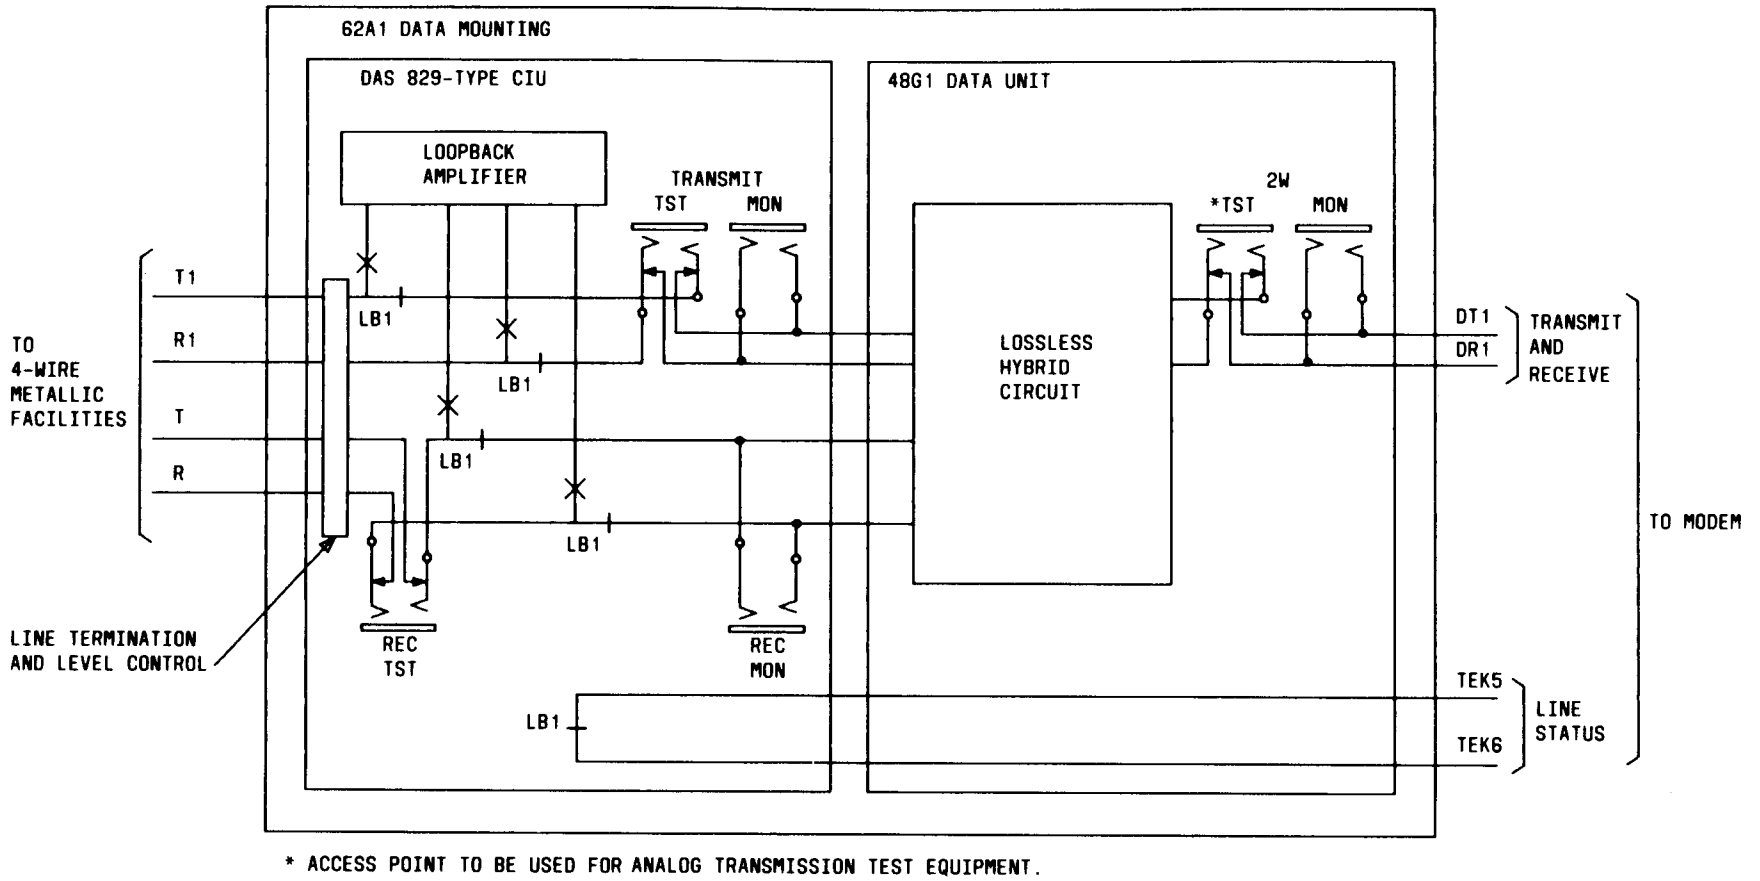 62A1 DATA MOUNTING
DAS 829-TYPE CIU
48G1 DATA UNIT
LOOPBACK
AMPLIFIER
TRANSMIT
TST MON
2W
*TST MON
T1
LB1
R1
LB1
TO
4-WIRE
METALLIC
FACILITIES
T
LB1
R
LB1
LOSSLESS
HYBRID
CIRCUIT
DT1
DR1
TRANSMIT
AND
RECEIVE
TO MODEM
LINE TERMINATION
AND LEVEL CONTROL
REC
TST
REC
MON
LB1
TEK5
TEK6
LINE
STATUS
* ACCESS POINT TO BE USED FOR ANALOG TRANSMISSION TEST EQUIPMENT.